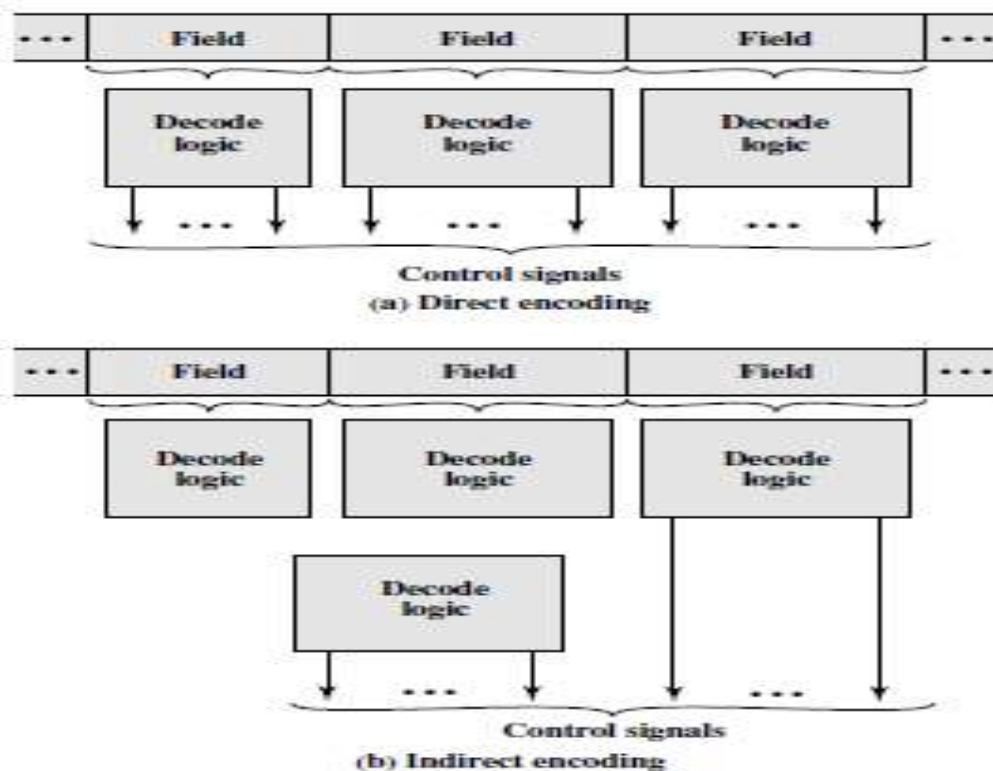 ... Field Field Field ...
Decode Decode Decode
logic logic logic
... ... ...
Control signals
(a) Direct encoding
... Field Field Field ...
Decode Decode Decode
logic logic logic
Decode
logic
... ...
Control signals
(b) Indirect encoding